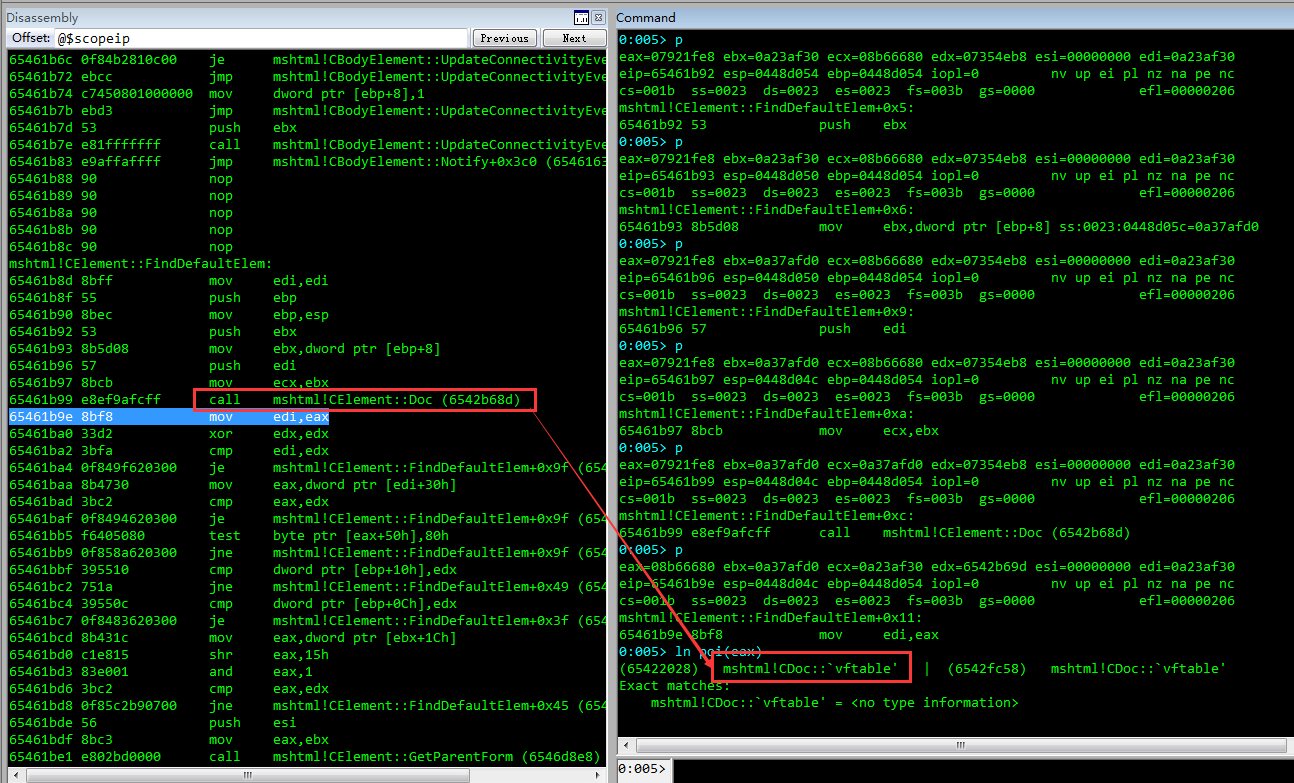 Disassembly
Offset: @$scopeip
Previous
Next
65461b6c 0f84b2810c00 je mshtml!CBodyElement::UpdateConnectivityEve
65461b72 ebcc jmp mshtml!CBodyElement::UpdateConnectivityEve
65461b74 c7450801000000 mov dword ptr [ebp+8],1
65461b7b ebd3 jmp mshtml!CBodyElement::UpdateConnectivityEve
65461b7d 53 push ebx
65461b7e e81fffffff call mshtml!CBodyElement::UpdateConnectivityEve
65461b83 e9affaffff jmp mshtml!CBodyElement::Notify+0x3c0 (6546163
65461b88 90 nop
65461b89 90 nop
65461b8a 90 nop
65461b8b 90 nop
65461b8c 90 nop
mshtml!CElement::FindDefaultElem:
65461b8d 8bff mov edi,edi
65461b8f 55 push ebp
65461b90 8bec mov ebp,esp
65461b92 53 push ebx
65461b93 8b5d08 mov ebx,dword ptr [ebp+8]
65461b96 57 push edi
65461b97 8bcb mov ecx,ebx
65461b99 e8ef9afcff call mshtml!CElement::Doc (6542b68d)
65461b9e 8bf8 mov edi,eax
65461ba0 33d2 xor edx,edx
65461ba2 3bfa cmp edi,edx
65461ba4 0f849f620300 je mshtml!CElement::FindDefaultElem+0x9f (654
65461baa 8b4730 mov eax,dword ptr [edi+30h]
65461bad 3bc2 cmp eax,edx
65461baf 0f8494620300 je mshtml!CElement::FindDefaultElem+0x9f (654
65461bb5 f6405080 test byte ptr [eax+50h],80h
65461bb9 0f858a620300 jne mshtml!CElement::FindDefaultElem+0x9f (654
65461bbf 395510 cmp dword ptr [ebp+10h],edx
65461bc2 751a jne mshtml!CElement::FindDefaultElem+0x49 (654
65461bc4 39550c cmp dword ptr [ebp+0Ch],edx
65461bc7 0f8483620300 je mshtml!CElement::FindDefaultElem+0x3f (654
65461bcd 8b431c mov eax,dword ptr [ebx+1Ch]
65461bd0 c1e815 shr eax,15h
65461bd3 83e001 and eax,1
65461bd6 3bc2 cmp eax,edx
65461bd8 0f85c2b90700 jne mshtml!CElement::FindDefaultElem+0x45 (654
65461bde 56 push esi
65461bdf 8bc3 mov eax,ebx
65461be1 e802bd0000 call mshtml!CElement::GetParentForm (6546d8e8)
Command
0:005> p
eax=07921fe8 ebx=0a23af30 ecx=08b66680 edx=07354eb8 esi=00000000 edi=0a23af30
eip=65461b92 esp=0448d054 ebp=0448d054 iopl=0 nv up ei pl nz na pe nc
cs=001b ss=0023 ds=0023 es=0023 fs=003b gs=0000 efl=00000206
mshtml!CElement::FindDefaultElem+0x5:
65461b92 53 push ebx
0:005> p
eax=07921fe8 ebx=0a23af30 ecx=08b66680 edx=07354eb8 esi=00000000 edi=0a23af30
eip=65461b93 esp=0448d050 ebp=0448d054 iopl=0 nv up ei pl nz na pe nc
cs=001b ss=0023 ds=0023 es=0023 fs=003b gs=0000 efl=00000206
mshtml!CElement::FindDefaultElem+0x6:
65461b93 8b5d08 mov ebx,dword ptr [ebp+8] ss:0023:0448d05c=0a37afd0
0:005> p
eax=07921fe8 ebx=0a37afd0 ecx=08b66680 edx=07354eb8 esi=00000000 edi=0a23af30
eip=65461b96 esp=0448d050 ebp=0448d054 iopl=0 nv up ei pl nz na pe nc
cs=001b ss=0023 ds=0023 es=0023 fs=003b gs=0000 efl=00000206
mshtml!CElement::FindDefaultElem+0x9:
65461b96 57 push edi
0:005> p
eax=07921fe8 ebx=0a37afd0 ecx=08b66680 edx=07354eb8 esi=00000000 edi=0a23af30
eip=65461b97 esp=0448d04c ebp=0448d054 iopl=0 nv up ei pl nz na pe nc
cs=001b ss=0023 ds=0023 es=0023 fs=003b gs=0000 efl=00000206
mshtml!CElement::FindDefaultElem+0xa:
65461b97 8bcb mov ecx,ebx
0:005> p
eax=07921fe8 ebx=0a37afd0 ecx=0a37afd0 edx=07354eb8 esi=00000000 edi=0a23af30
eip=65461b99 esp=0448d04c ebp=0448d054 iopl=0 nv up ei pl nz na pe nc
cs=001b ss=0023 ds=0023 es=0023 fs=003b gs=0000 efl=00000206
mshtml!CElement::FindDefaultElem+0xc:
65461b99 e8ef9afcff call mshtml!CElement::Doc (6542b68d)
0:005> p
eax=08b66680 ebx=0a37afd0 ecx=0a23af30 edx=6542b69d esi=00000000 edi=0a23af30
eip=65461b9e esp=0448d04c ebp=0448d054 iopl=0 nv up ei pl nz na pe nc
cs=001b ss=0023 ds=0023 es=0023 fs=003b gs=0000 efl=00000206
mshtml!CElement::FindDefaultElem+0x11:
65461b9e 8bf8 mov edi,eax
0:005> ln poi(eax)
(65422028) mshtml!CDoc::`vftable' | (6542fc58) mshtml!CDoc::`vftable'
Exact matches:
mshtml!CDoc::`vftable' = <no type information>
0:005>